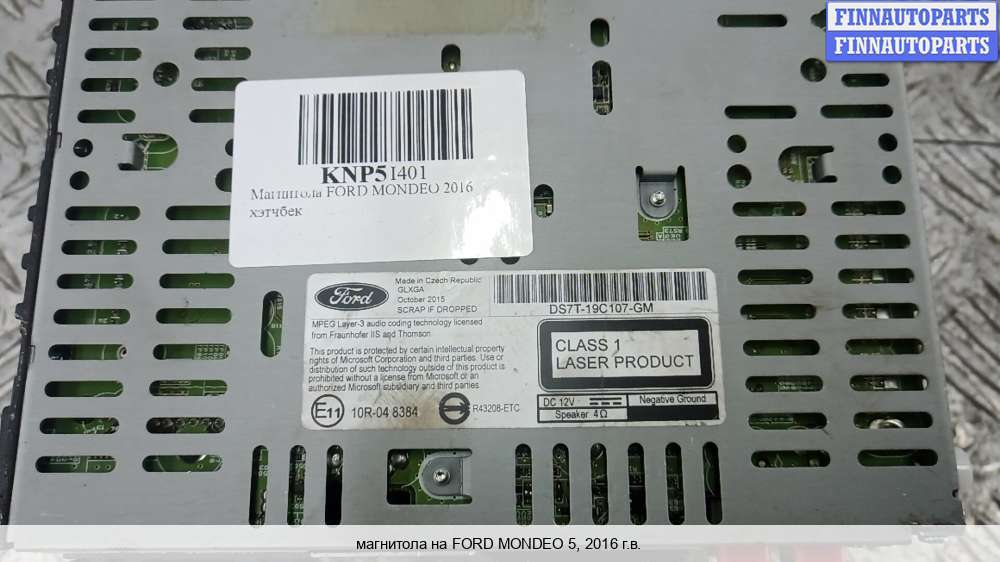 FINNAUTOPARTS
FINNAUTOPARTS
KNP5I401
Магнитола FORD MONDEO 2016
хэтчбек
Ford
Made in Czech Republic
GLXGA
October 2015
SCRAP IF DROPPED
DS7T-19C107-GM
MPEG Layer-3 audio coding technology licensed
from Fraunhofer IIS and Thomson
This product is protected by certain intellectual property
rights of Microsoft Corporation and third parties. Use or
distribution of such technology outside of this product is
prohibited without a license from Microsoft or an
authorized Microsoft subsidiary and third parties.
CLASS 1
LASER PRODUCT
DC 12V
Negative Ground
Speaker 4Ω
E11
10R-04 8384
R43208-ETC
магнитола на FORD MONDEO 5, 2016 г.в.